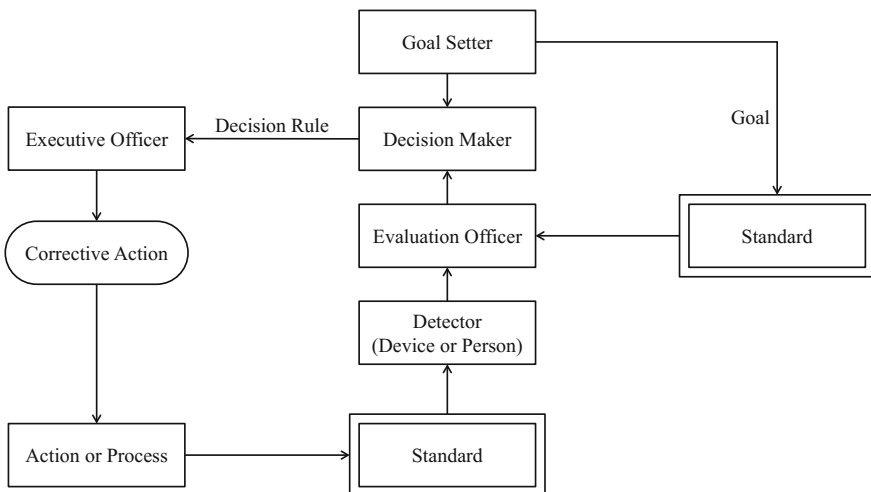 Goal Setter
Decision Rule
Goal
Executive Officer
Decision Maker
Evaluation Officer
Standard
Corrective Action
Detector
(Device or Person)
Action or Process
Standard